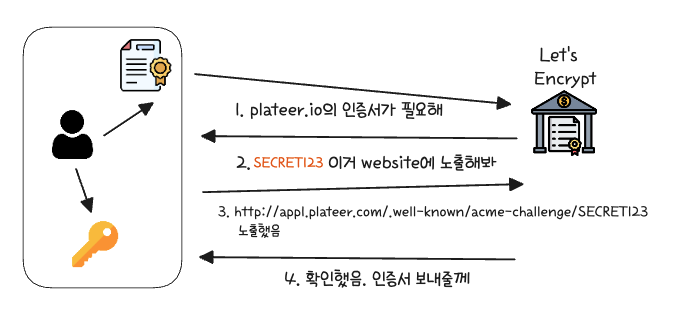 Let's
Encrypt
1. plateer.io의 인증서가 필요해
2. SECRET123 이거 website에 노출해봐
3. http://app1.plateer.com/.well-known/acme-challenge/SECRET123
노출했음
4. 확인했음. 인증서 보내줄께